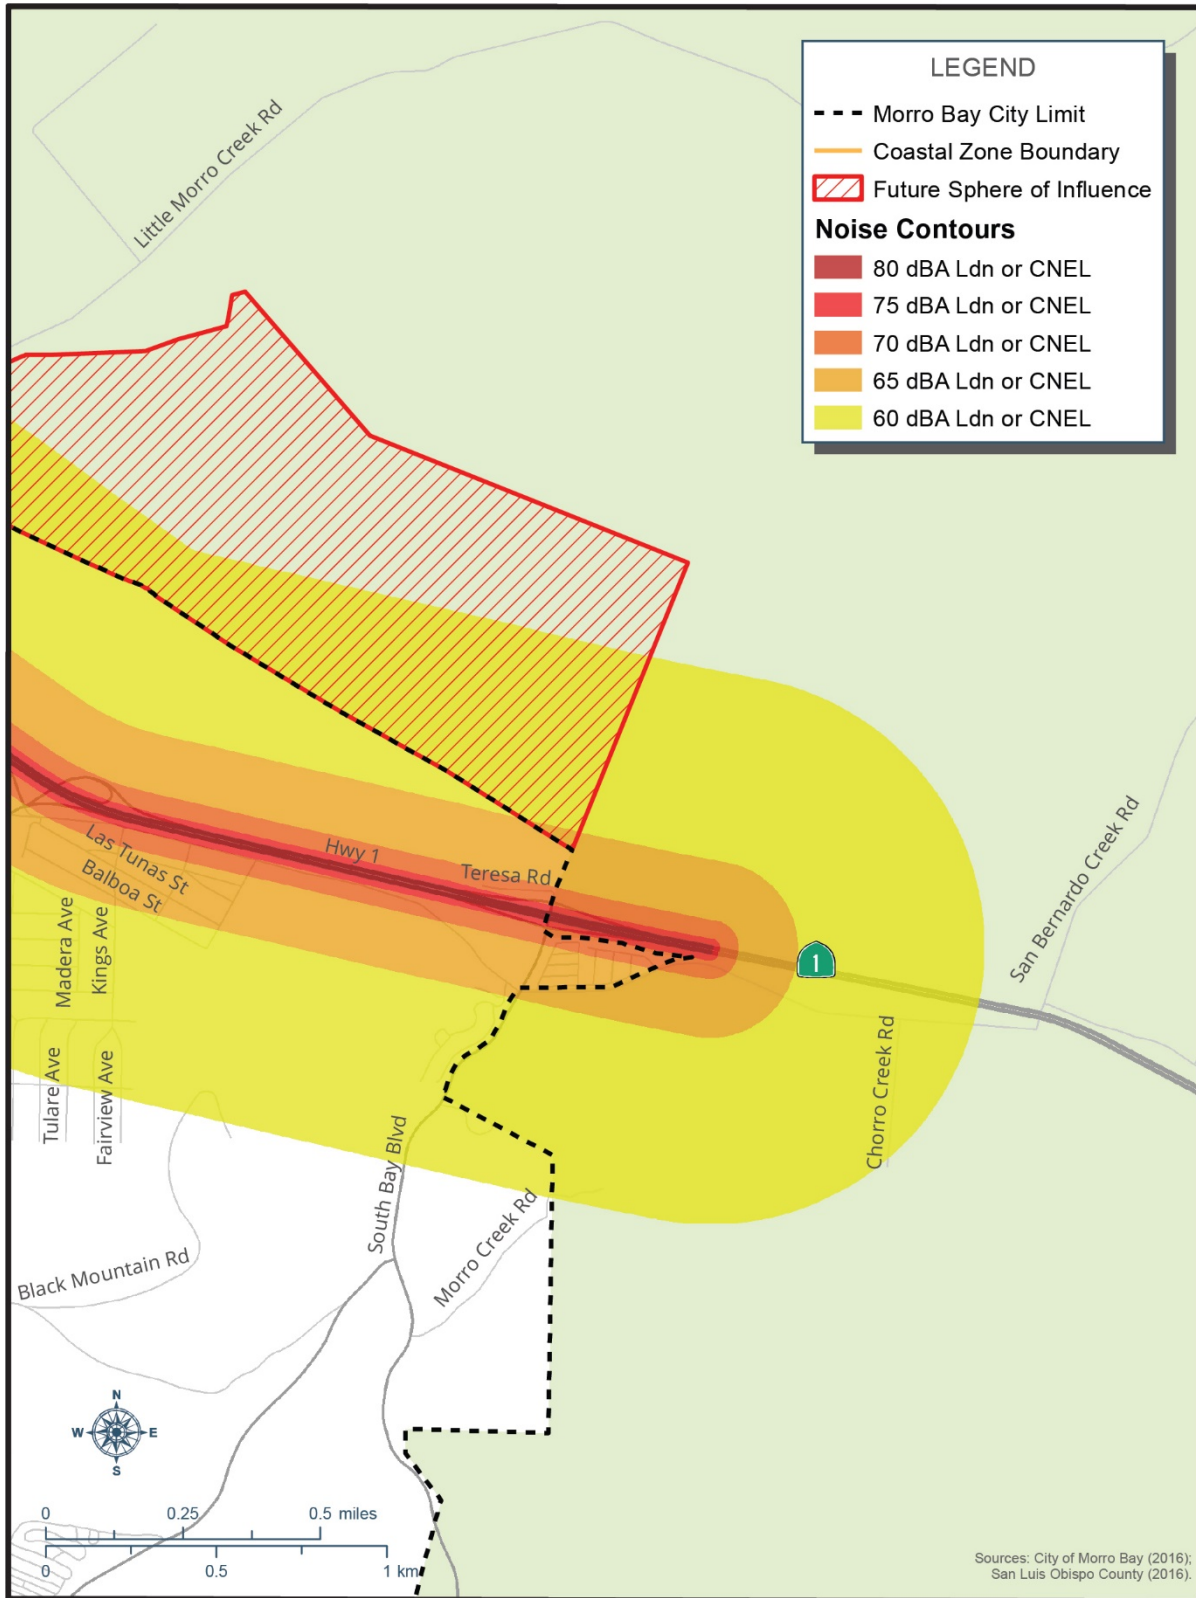 LEGEND
Morro Bay City Limit
Coastal Zone Boundary
Future Sphere of Influence
Noise Contours
80 dBA Ldn or CNEL
75 dBA Ldn or CNEL
70 dBA Ldn or CNEL
65 dBA Ldn or CNEL
60 dBA Ldn or CNEL
Little Morro Creek Rd
Hwy 1
Las Tunas St
Balboa St
Teresa Rd
Madera Ave
Kings Ave
1
San Bernardo Creek Rd
Chorro Creek Rd
Tulare Ave
Fairview Ave
South Bay Blvd
Morro Creek Rd
Black Mountain Rd
N
W E
S
0 0.25 0.5 miles
0 0.5 1 km
Sources: City of Morro Bay (2016);
San Luis Obispo County (2016).